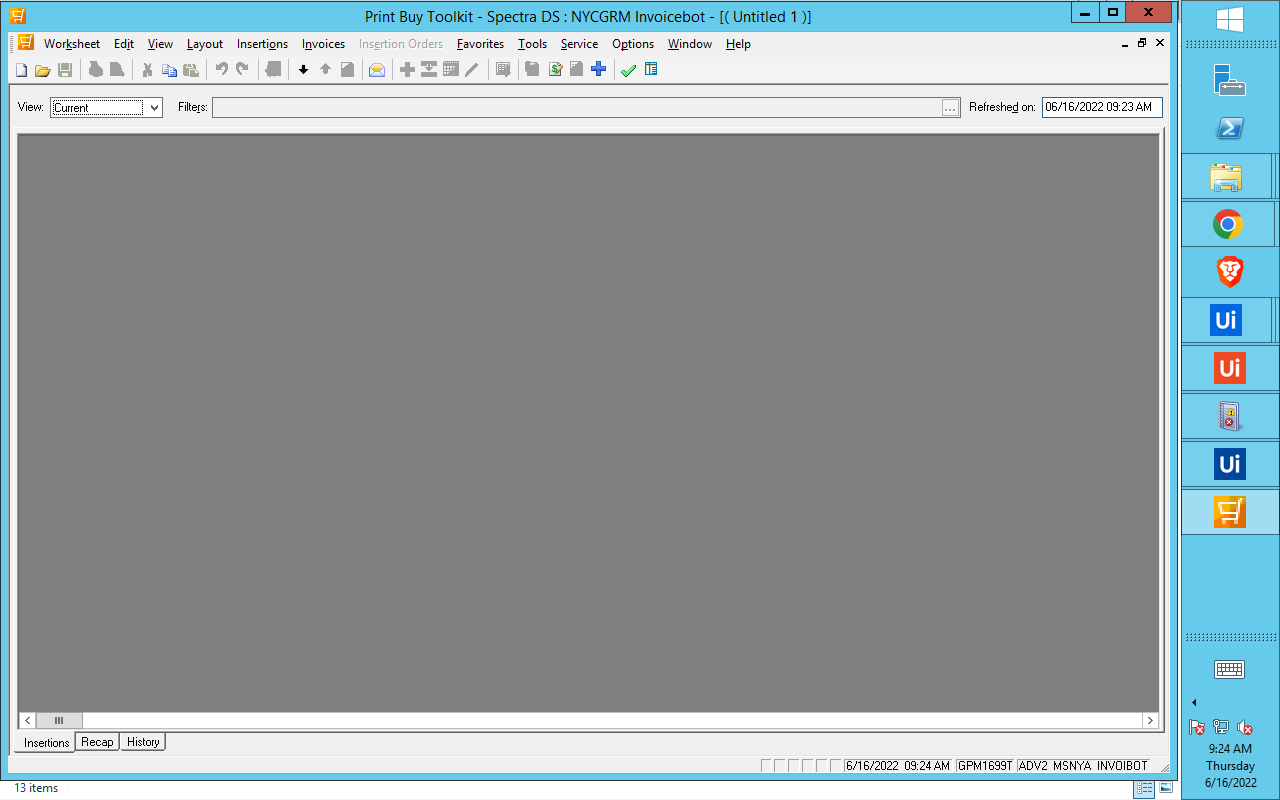 Print Buy Toolkit - Spectra DS : NYCGRM Invoicebot - [( Untitled 1 )]
Worksheet Edit View Layout Insertions Invoices Insertion Orders Favorites Tools Service Options Window Help
View: Current Filters: ... Refreshed on: 06/16/2022 09:23 AM
Ui
Ui
Ui
Insertions Recap History
6/16/2022 09:24 AM GPM1699T ADV2 MSNYA INVOIBOT
13 items
9:24 AM
Thursday
6/16/2022